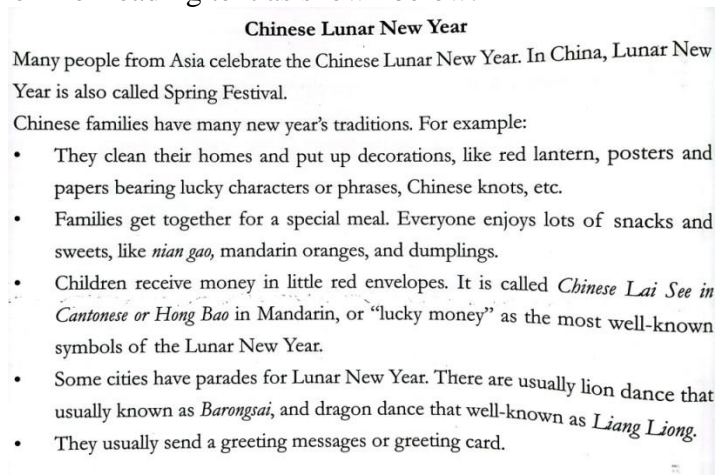 Chinese Lunar New Year
Many people from Asia celebrate the Chinese Lunar New Year. In China, Lunar New
Year is also called Spring Festival.
Chinese families have many new year's traditions. For example:
• They clean their homes and put up decorations, like red lantern, posters and
papers bearing lucky characters or phrases, Chinese knots, etc.
• Families get together for a special meal. Everyone enjoys lots of snacks and
sweets, like nian gao, mandarin oranges, and dumplings.
• Children receive money in little red envelopes. It is called Chinese Lai See in
Cantonese or Hong Bao in Mandarin, or “lucky money” as the most well-known
symbols of the Lunar New Year.
• Some cities have parades for Lunar New Year. There are usually lion dance that
usually known as Barongsai, and dragon dance that well-known as Liang Liong.
• They usually send a greeting messages or greeting card.